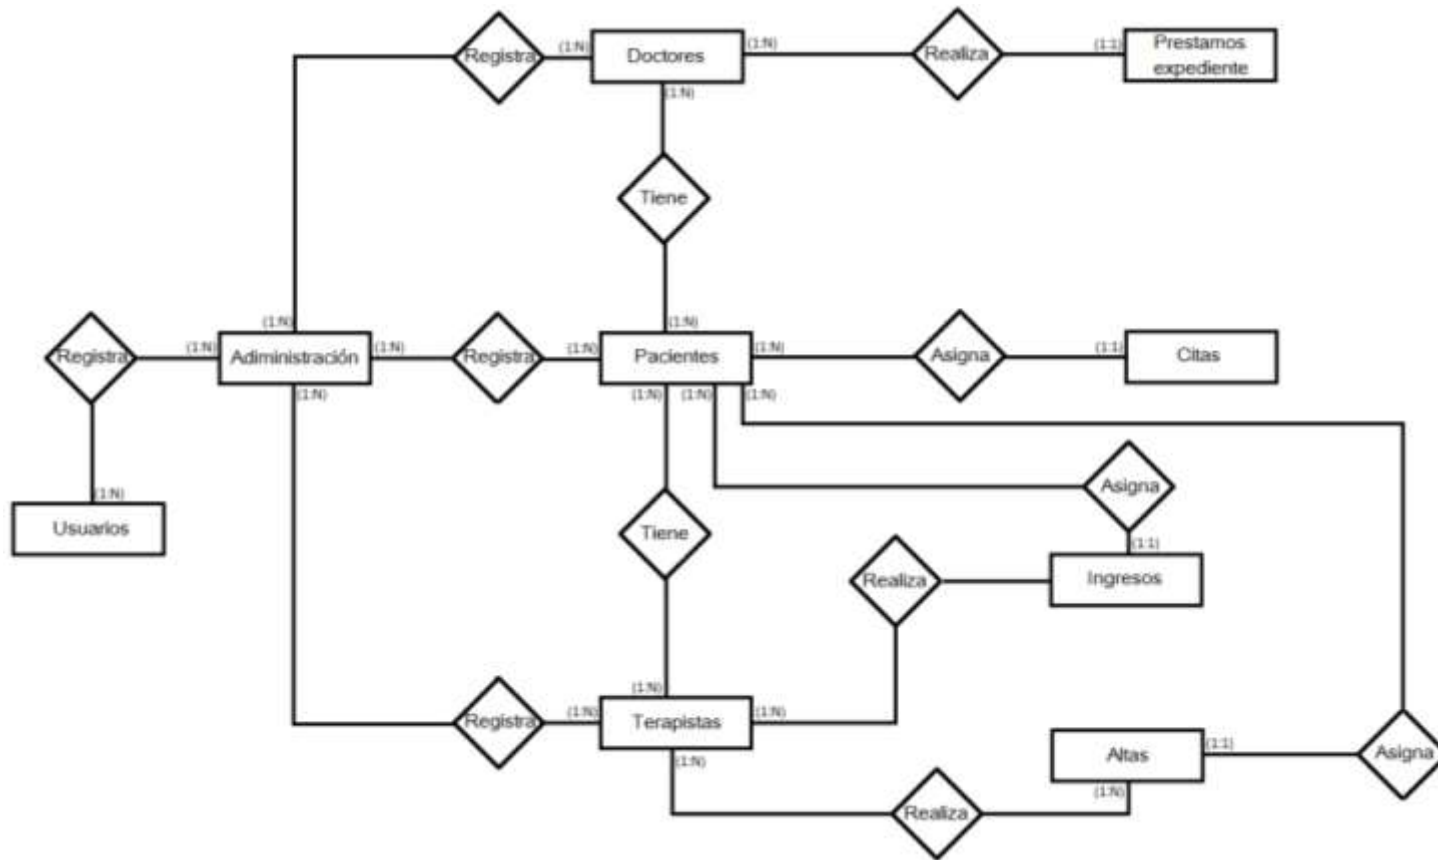 Registra
(1:N)
Doctores
(1:N)
Realiza
(1:1)
Prestamos
expediente
(1:N)
Tiene
(1:N)
(1:N)
Registra
(1:N)
Adiministración
(1:N)
Registra
(1:N)
Pacientes
(1:N)
Asigna
(1:1)
Citas
(1:N)
(1:N)
(1:N)
(1:N)
Asigna
(1:N)
Usuarios
Tiene
(1:1)
Realiza
Ingresos
(1:N)
Registra
(1:N)
Terapistas
(1:N)
(1:N)
Altas
(1:1)
Asigna
(1:N)
Realiza